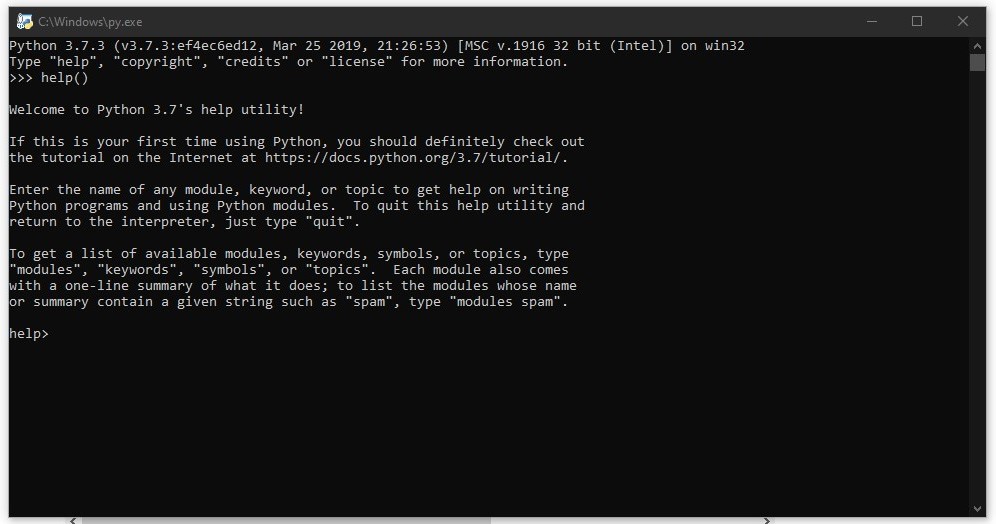 C:\Windows\py.exe
Python 3.7.3 (v3.7.3:ef4ec6ed12, Mar 25 2019, 21:26:53) [MSC v.1916 32 bit (Intel)] on win32
Type "help", "copyright", "credits" or "license" for more information.
>>> help()
Welcome to Python 3.7's help utility!
If this is your first time using Python, you should definitely check out
the tutorial on the Internet at https://docs.python.org/3.7/tutorial/.
Enter the name of any module, keyword, or topic to get help on writing
Python programs and using Python modules.  To quit this help utility and
return to the interpreter, just type "quit".
To get a list of available modules, keywords, symbols, or topics, type
"modules", "keywords", "symbols", or "topics".  Each module also comes
with a one-line summary of what it does; to list the modules whose name
or summary contain a given string such as "spam", type "modules spam".
help>